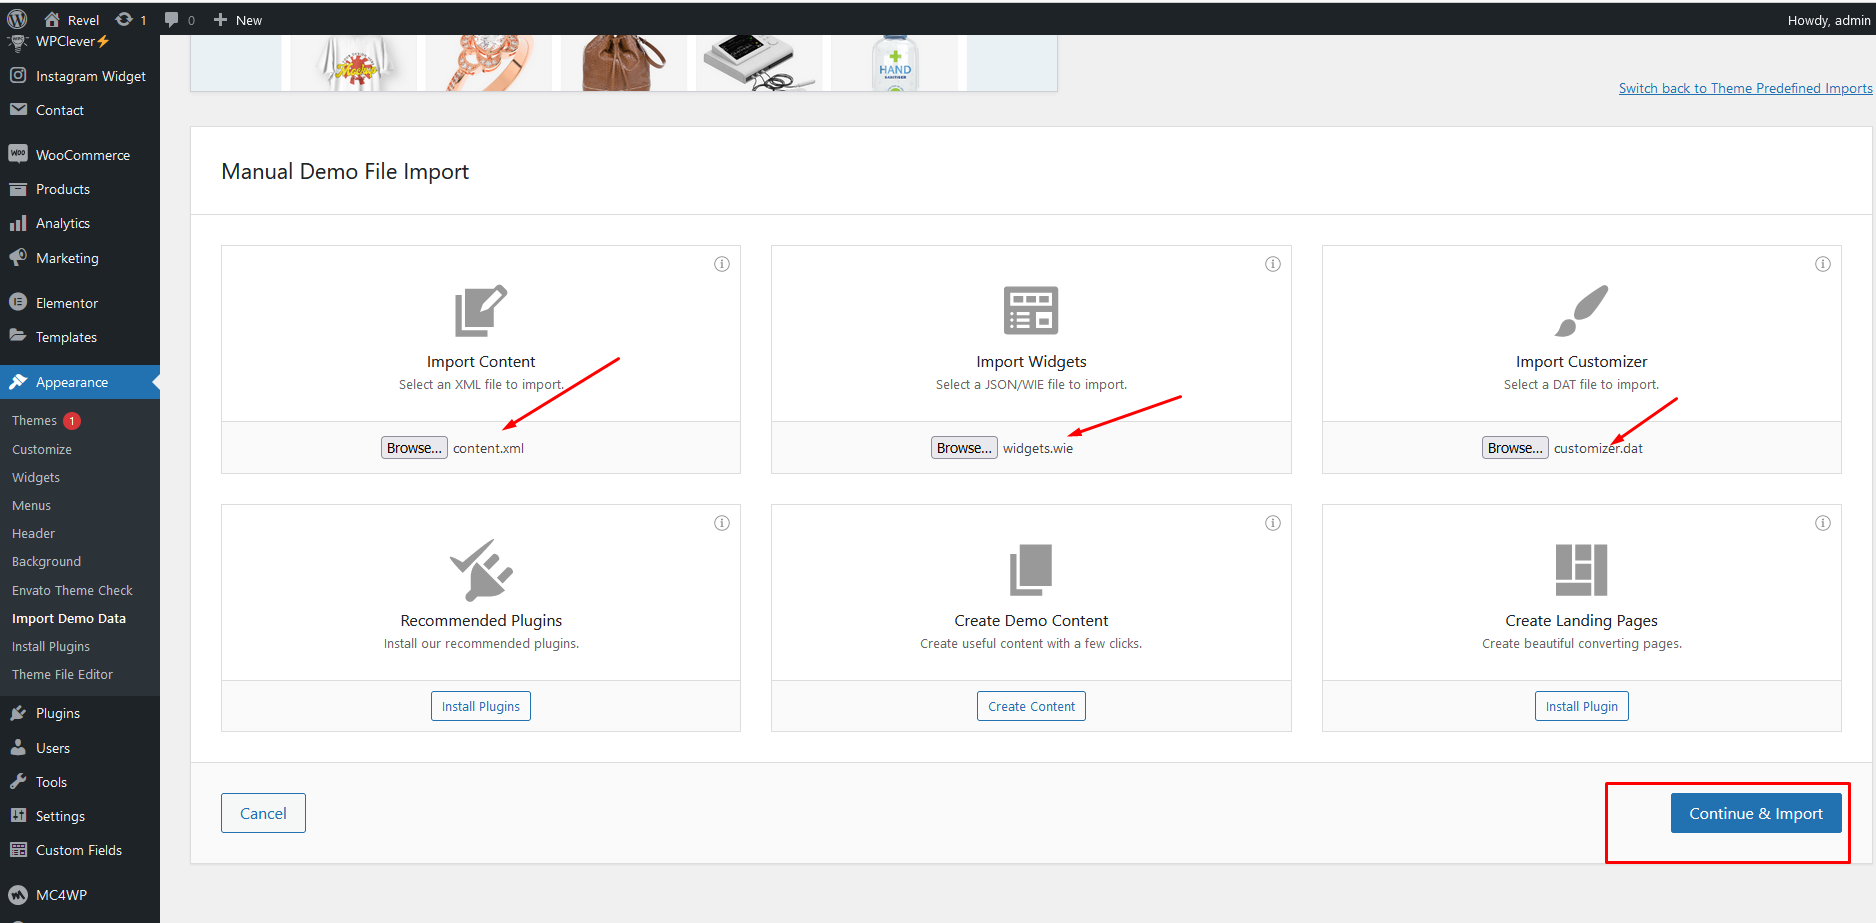 Revel 1 0 New Howdy, admin
WPClever
Instagram Widget
Contact
WooCommerce
Products
Analytics
Marketing
Elementor
Templates
Appearance
Themes 1
Customize
Widgets
Menus
Header
Background
Envato Theme Check
Import Demo Data
Install Plugins
Theme File Editor
Plugins
Users
Tools
Settings
Custom Fields
MC4WP
HAND
SANITISER
Switch back to Theme Predefined Imports
Manual Demo File Import
Import Content
Select an XML file to import.
Browse... content.xml
Import Widgets
Select a JSON/WIE file to import.
Browse... widgets.wie
Import Customizer
Select a DAT file to import.
Browse... customizer.dat
Recommended Plugins
Install our recommended plugins.
Install Plugins
Create Demo Content
Create useful content with a few clicks.
Create Content
Create Landing Pages
Create beautiful converting pages.
Install Plugin
Cancel
Continue & Import